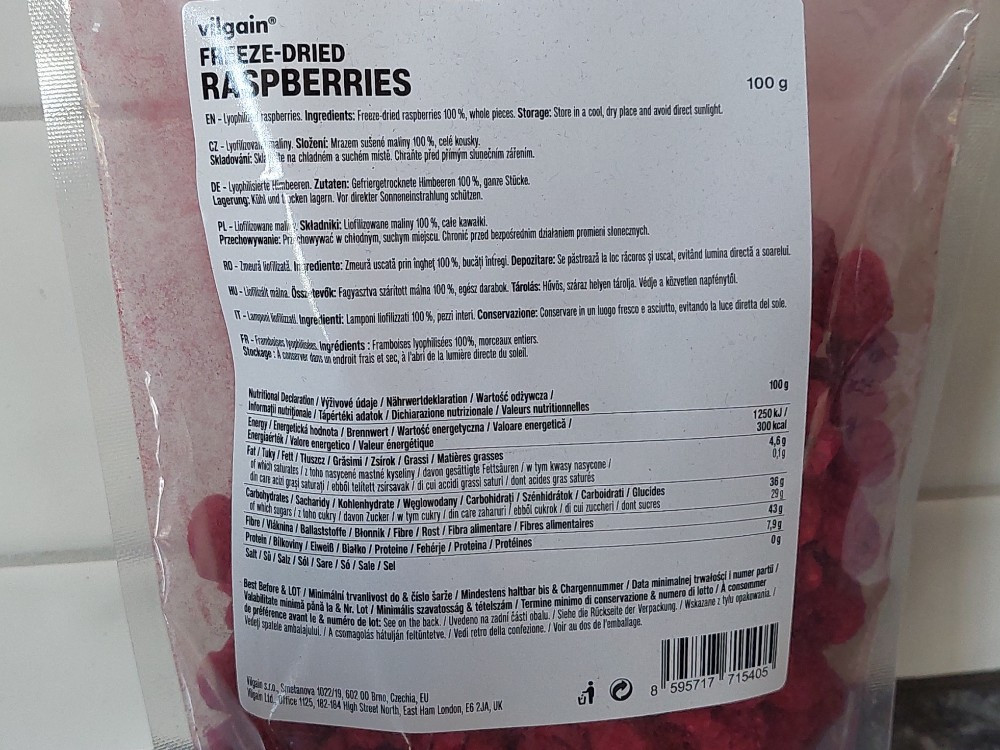 vilgain®
FREEZE-DRIED
RASPBERRIES
100 g
EN - Lyophilized raspberries. Ingredients: Freeze-dried raspberries 100 %, whole pieces. Storage: Store in a cool, dry place and avoid direct sunlight.
CZ - Lyofilizované maliny. Složení: Mrazem sušené maliny 100 %, celé kousky.
Skladování: Skladujte na chladném a suchém místě. Chraňte před přímým slunečním zářením.
DE - Lyophilisierte Himbeeren. Zutaten: Gefriergetrocknete Himbeeren 100 %, ganze Stücke.
Lagerung: Kühl und trocken lagern. Vor direkter Sonneneinstrahlung schützen.
PL - Liofilizowane maliny. Składniki: Liofilizowane maliny 100 %, całe kawałki.
Przechowywanie: Przechowywać w chłodnym, suchym miejscu. Chronić przed bezpośrednim działaniem promieni słonecznych.
RO - Zmeură liofilizată. Ingrediente: Zmeură uscată prin îngheț 100 %, bucăți întregi. Depozitare: Se păstrează la loc răcoros și uscat, evitând lumina directă a soarelui.
HU - Liofilizált málna. Összetevők: Fagyasztva szárított málna 100 %, egész darabok. Tárolás: Hűvös, száraz helyen tárolja. Védje a közvetlen napfénytől.
IT - Lamponi liofilizzati. Ingredienti: Lamponi liofilizzati 100 %, pezzi interi. Conservazione: Conservare in un luogo fresco e asciutto, evitando la luce diretta del sole.
FR - Framboises lyophilisées. Ingrédients : Framboises lyophilisées 100%, morceaux entiers.
Stockage : À conserver dans un endroit frais et sec, à l'abri de la lumière directe du soleil.
Nutritional Declaration / Výživové údaje / Nährwertdeklaration / Wartość odżywcza /
Informații nutriționale / Tápértéki adatok / Dichiarazione nutrizionale / Valeurs nutritionnelles 100 g
Energy / Energetická hodnota / Brennwert / Wartość energetyczna / Valoare energetică /
Energiaérték / Valore energetico / Valeur énergétique 1250 kJ /
300 kcal
Fat / Tuky / Fett / Tłuszcz / Grăsimi / Zsírok / Grassi / Matières grasses 4,6 g
of which saturates / z toho nasycené mastné kyseliny / davon gesättigte Fettsäuren / w tym kwasy nasycone /
din care acizi grași saturați / ebből telített zsírsavak / di cui accidi grassi saturi / dont acides gras saturés 0,1 g
Carbohydrates / Sacharidy / Kohlenhydrate / Węglowodany / Carbohidrați / Szénhidrátok / Carboidrati / Glucides 36 g
of which sugars / z toho cukry / davon Zucker / w tym cukry / din care zaharuri / ebből cukrok / di cui zuccheri / dont sucres 29 g
Fibre / Vláknina / Ballaststoffe / Błonnik / Fibre / Rost / Fibra alimentare / Fibres alimentaires 43 g
Protein / Bílkoviny / Eiweiß / Białko / Proteine / Fehérje / Proteina / Protéines 7,9 g
Salt / Sůl / Salz / Sól / Sare / Só / Sale / Sel 0 g
Best Before & LOT / Minimální trvanlivost do & číslo šarže / Mindestens haltbar bis & Chargennummer / Data minimalnej trwałości i numer partii /
Valabilitate minimă până la & Nr. Lot / Minimális szavatosság & tételszám / Termine minimo di conservazione & numero di lotto / À consommer
de préférence avant le & numéro de lot: See on the back. / Uvedeno na zadní části obalu. / Siehe die Rückseite der Verpackung. / Wskazane z tyłu opakowania. /
Vedeți spatele ambalajului. / A csomagolás hátulján feltüntetve. / Vedi retro della confezione. / Voir au dos de l'emballage.
Vilgain s.r.o., Smetanova 1022/19, 602 00 Brno, Czechia, EU
Vilgain Ltd., Office 1125, 182-184 High Street North, East Ham London, E6 2JA, UK
8 595717 715405